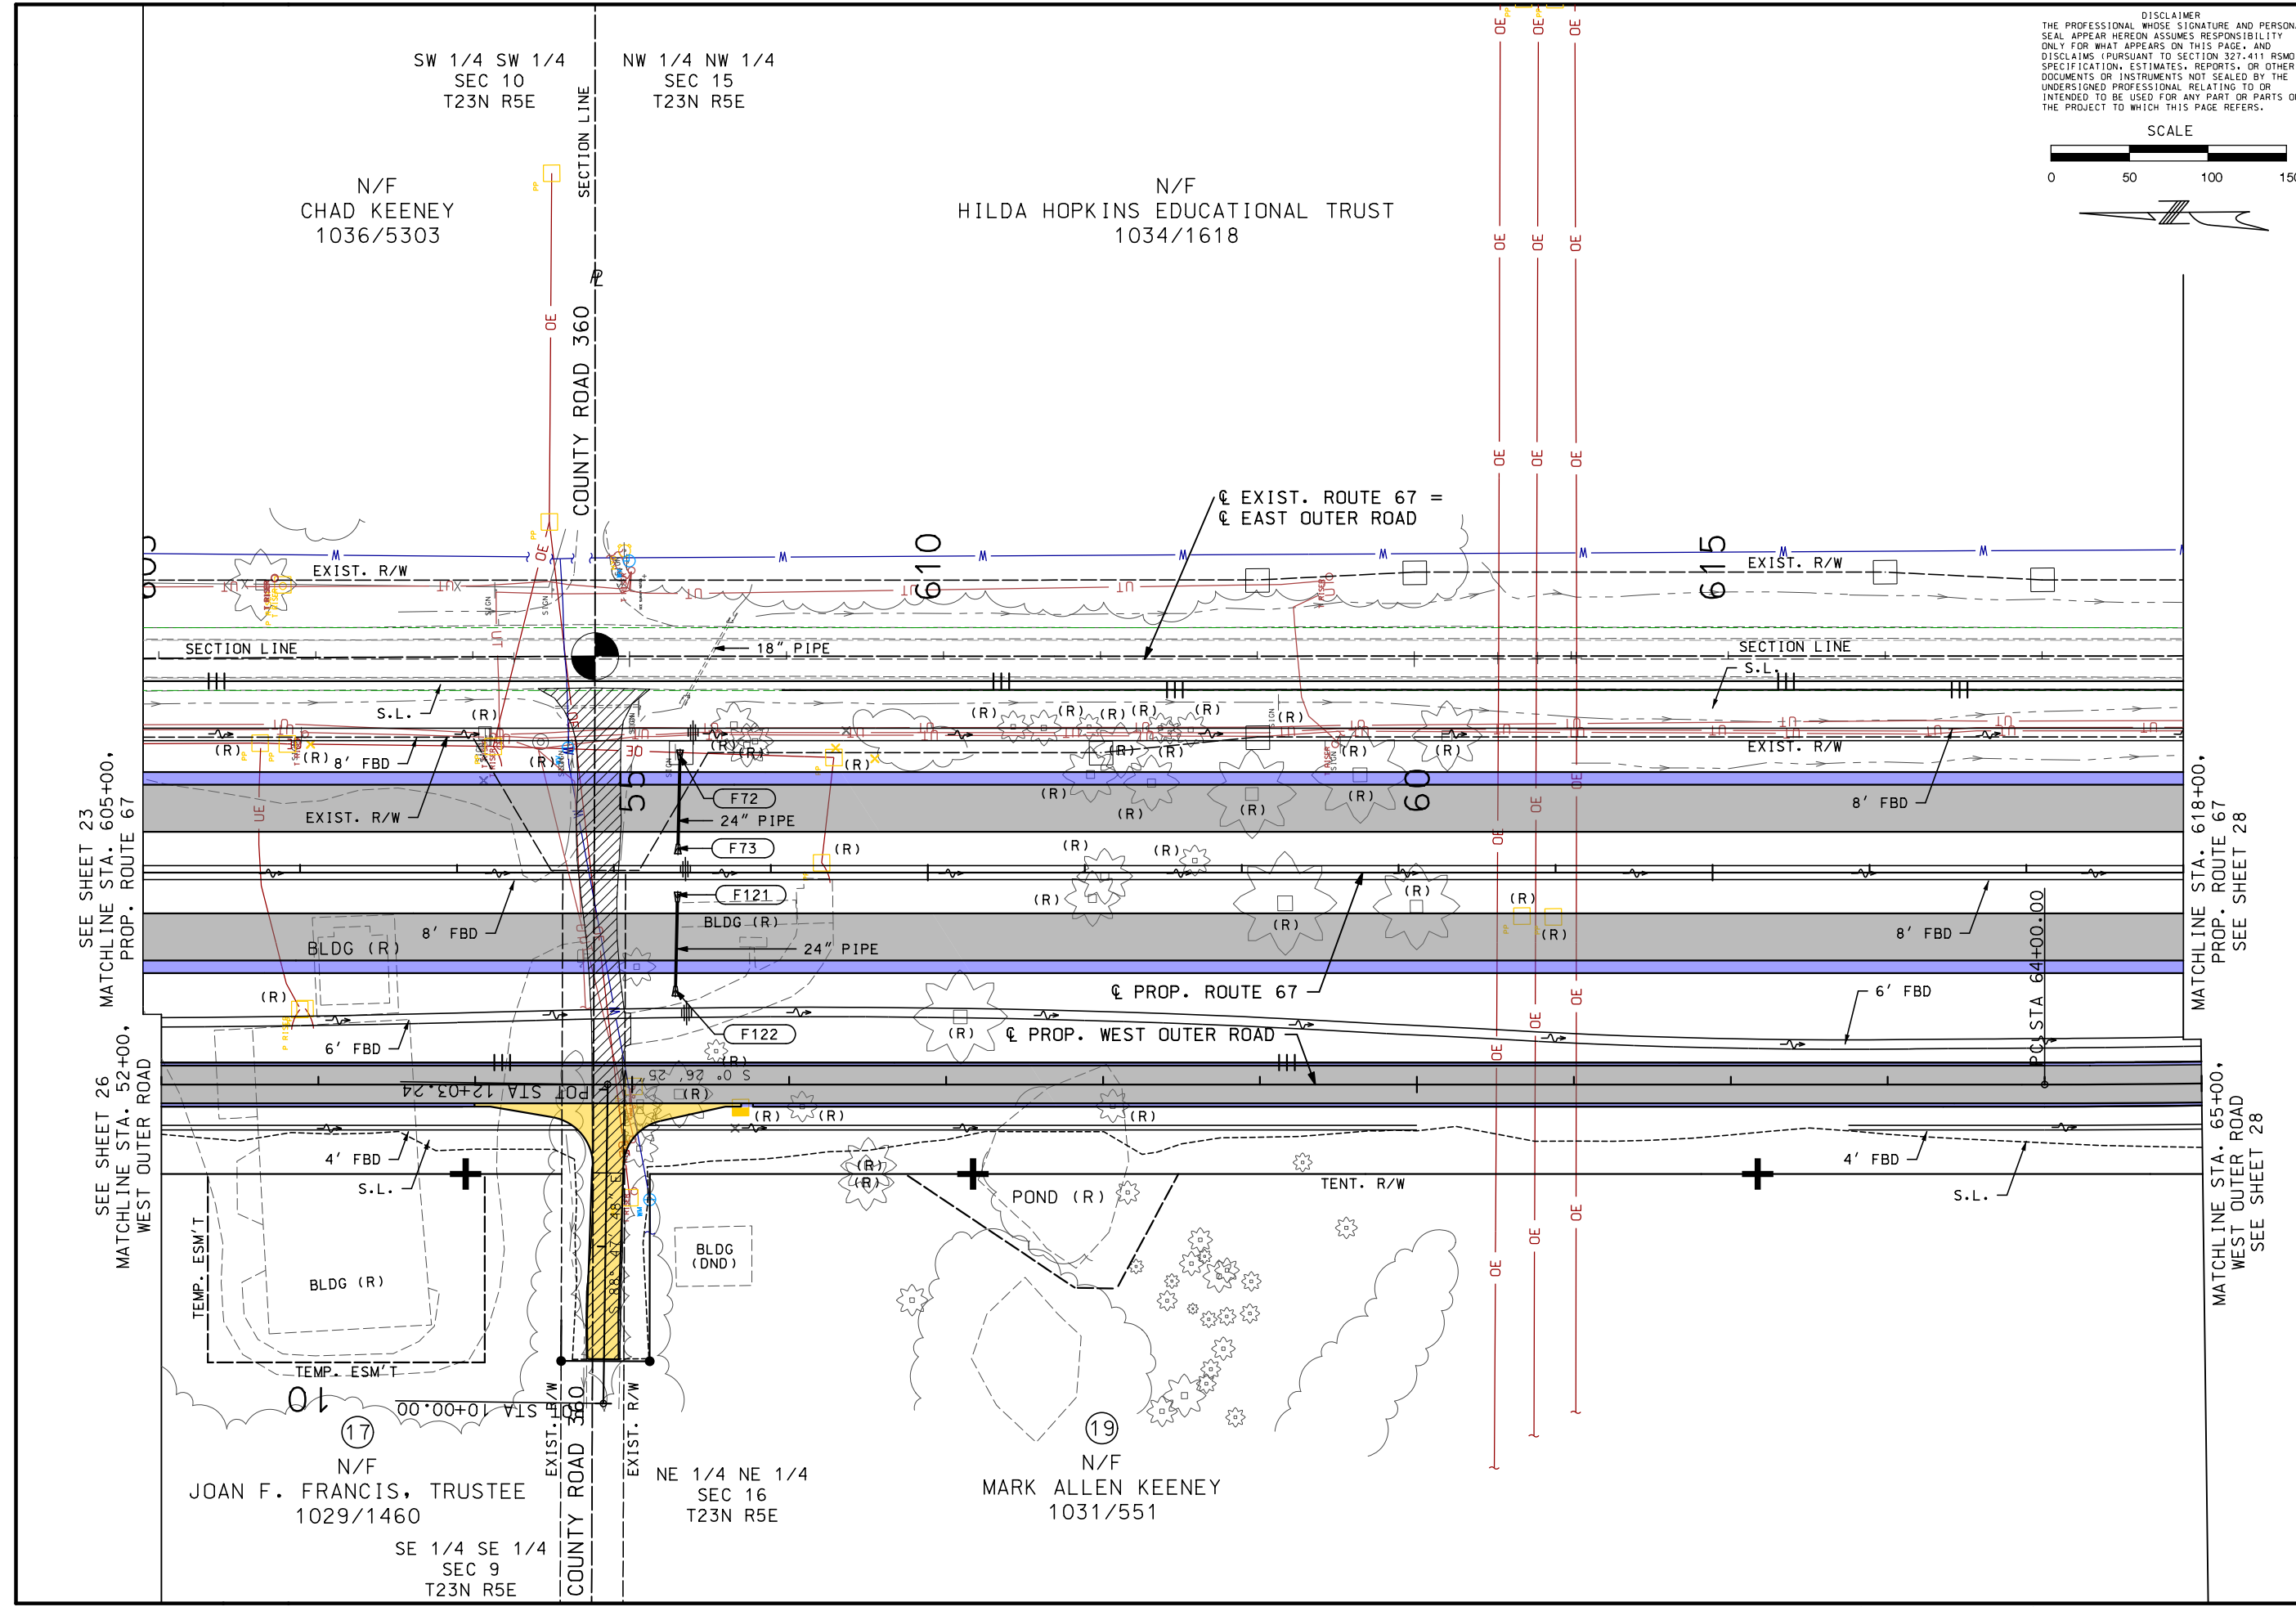 DISCLAIMER
THE PROFESSIONAL WHOSE SIGNATURE AND PERSONA
SEAL APPEAR HEREON ASSUMES RESPONSIBILITY
ONLY FOR WHAT APPEARS ON THIS PAGE, AND
DISCLAIMS (PURSUANT TO SECTION 327.411 RSMO
SPECIFICATION, ESTIMATES, REPORTS, OR OTHER
DOCUMENTS OR INSTRUMENTS NOT SEALED BY THE
UNDERSIGNED PROFESSIONAL RELATING TO OR
INTENDED TO BE USED FOR ANY PART OR PARTS
THE PROJECT TO WHICH THIS PAGE REFERS.
SCALE
0 50 100 150
SW 1/4 SW 1/4
SEC 10
T23N R5E
NW 1/4 NW 1/4
SEC 15
T23N R5E
SECTION LINE
N/F
CHAD KEENEY
1036/5303
N/F
HILDA HOPKINS EDUCATIONAL TRUST
1034/1618
COUNTY ROAD 360
℄ EXIST. ROUTE 67 =
℄ EAST OUTER ROAD
605
610
615
EXIST. R/W
EXIST. R/W
SECTION LINE
18" PIPE
SECTION LINE
S.L.
S.L.
8' FBD
EXIST. R/W
EXIST. R/W
55
60
F72
24" PIPE
F73
8' FBD
F121
BLDG (R)
24" PIPE
8' FBD
BLDG (R)
8' FBD
℄ PROP. ROUTE 67
F122
℄ PROP. WEST OUTER ROAD
6' FBD
6' FBD
PC STA 64+00.00
POT STA 12+03.24
S 0° 26' 25"
4' FBD
S.L.
4' FBD
S.L.
TENT. R/W
POND (R)
BLDG
(DND)
BLDG (R)
TEMP. ESM'T
TEMP. ESM'T
S 88° 47' 48" E
10
POT STA 10+00.00
EXIST. R/W
EXIST. R/W
COUNTY ROAD 360
17
N/F
JOAN F. FRANCIS, TRUSTEE
1029/1460
SE 1/4 SE 1/4
SEC 9
T23N R5E
NE 1/4 NE 1/4
SEC 16
T23N R5E
19
N/F
MARK ALLEN KEENEY
1031/551
SEE SHEET 23
MATCHLINE STA. 605+00,
PROP. ROUTE 67
SEE SHEET 26
MATCHLINE STA. 52+00,
WEST OUTER ROAD
MATCHLINE STA. 618+00,
PROP. ROUTE 67
SEE SHEET 28
MATCHLINE STA. 65+00,
WEST OUTER ROAD
SEE SHEET 28